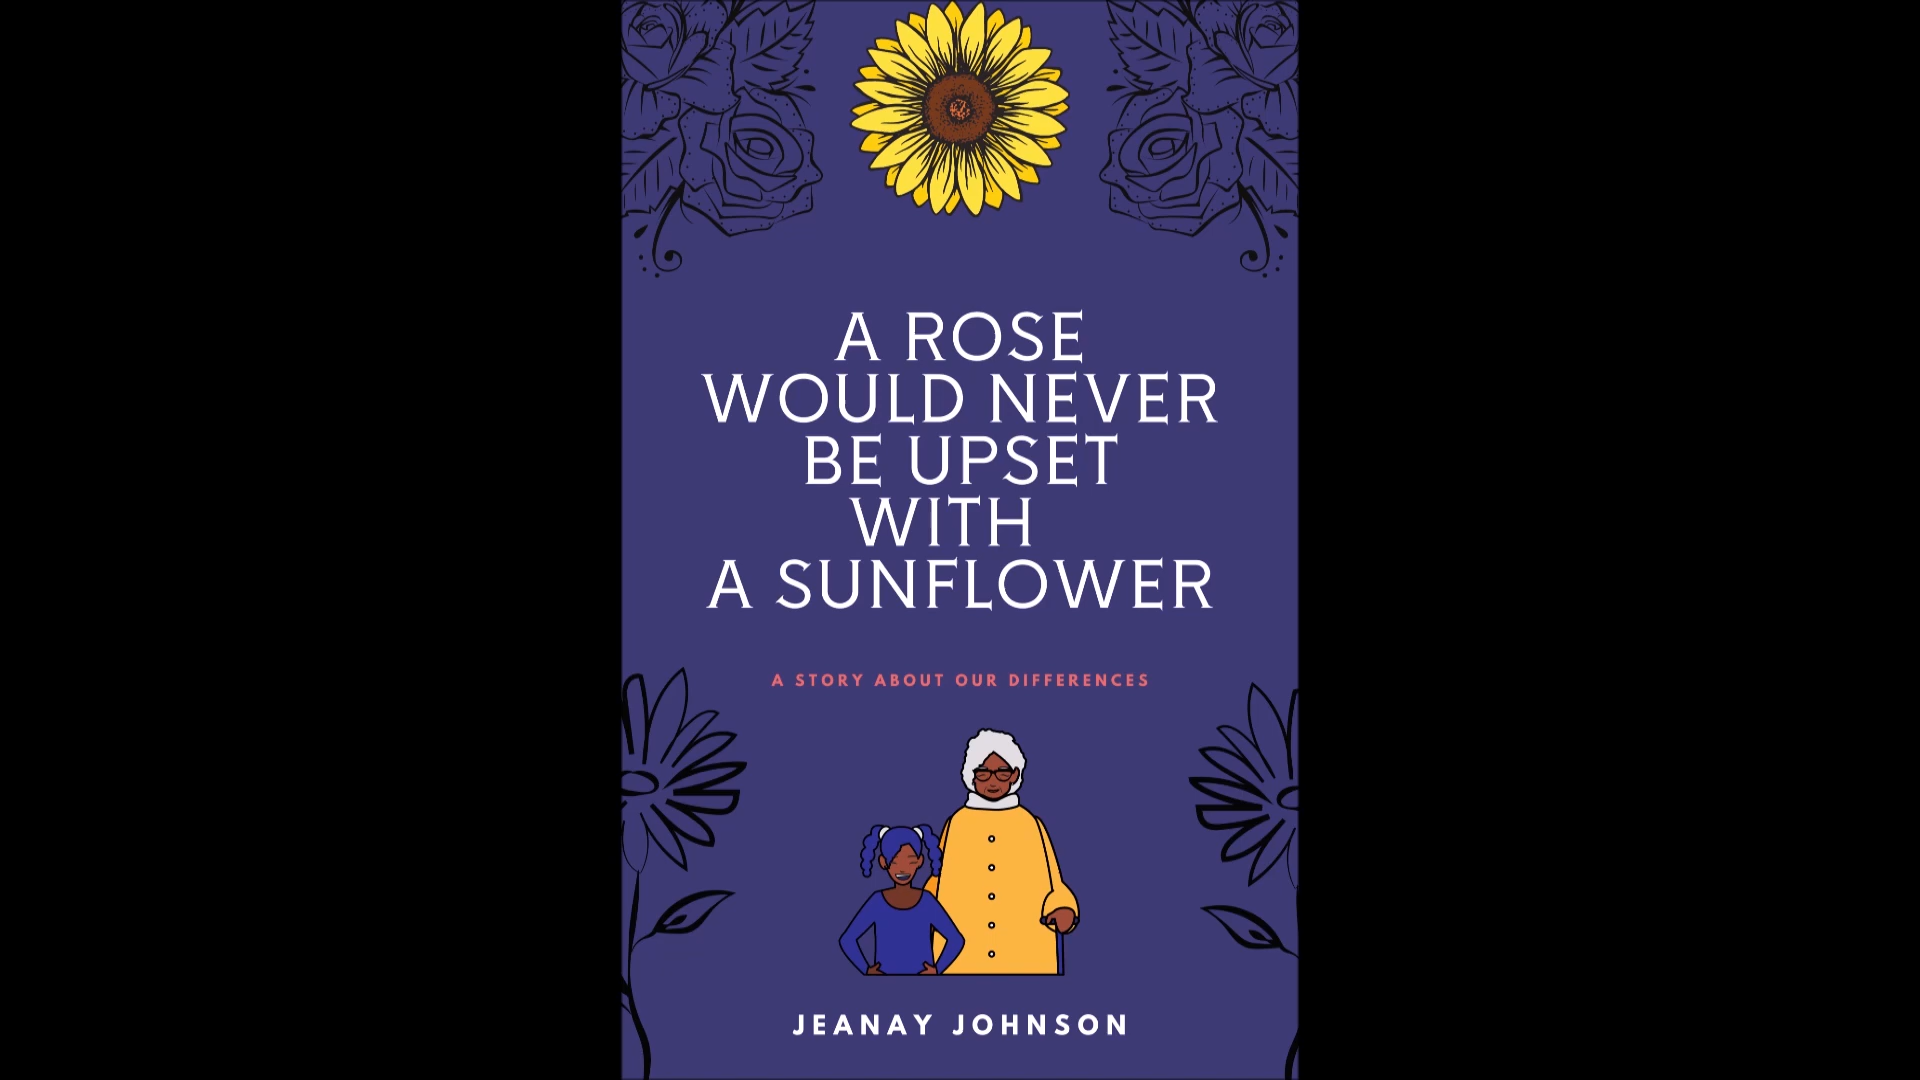 A ROSE
WOULD NEVER
BE UPSET
WITH
A SUNFLOWER
A STORY ABOUT OUR DIFFERENCES
JEANAY JOHNSON